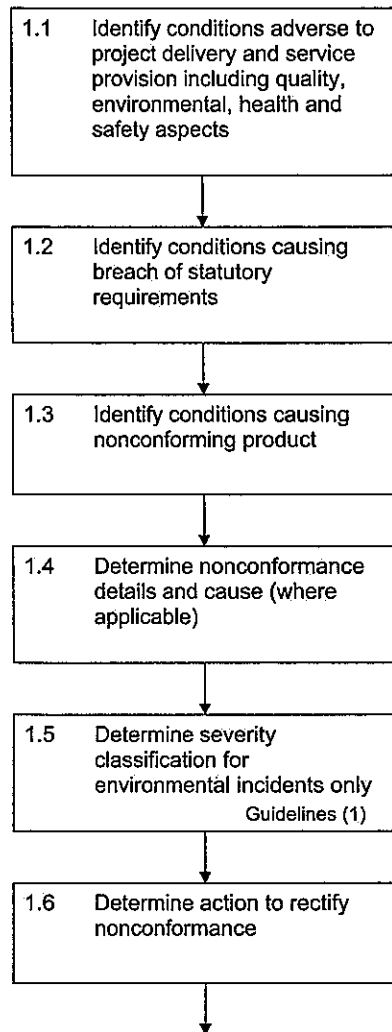 1.1 Identify conditions adverse to
project delivery and service
provision including quality,
environmental, health and
safety aspects
1.2 Identify conditions causing
breach of statutory
requirements
1.3 Identify conditions causing
nonconforming product
1.4 Determine nonconformance
details and cause (where
applicable)
1.5 Determine severity
classification for
environmental incidents only
Guidelines (1)
1.6 Determine action to rectify
nonconformance